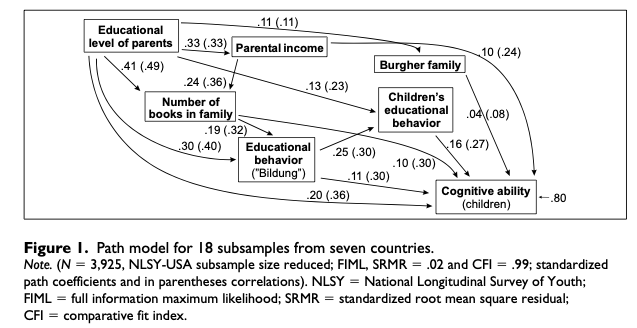 .11 (.11)
Educational
level of parents
.33 (.33)
Parental income
.10 (.24)
Burgher family
.41 (.49)
.24 (.36)
.13 (.23)
Number of
books in family
Children's
educational
behavior
.04 (.08)
.19 (.32)
.30 (.40)
Educational
behavior
("Bildung")
.25 (.30)
.16 (.27)
.10 (.30)
.11 (.30)
.20 (.36)
Cognitive ability
(children)
.80
Figure 1. Path model for 18 subsamples from seven countries.
Note. (N = 3,925, NLSY-USA subsample size reduced; FIML, SRMR = .02 and CFI = .99; standardized
path coefficients and in parentheses correlations). NLSY = National Longitudinal Survey of Youth;
FIML = full information maximum likelihood; SRMR = standardized root mean square residual;
CFI = comparative fit index.